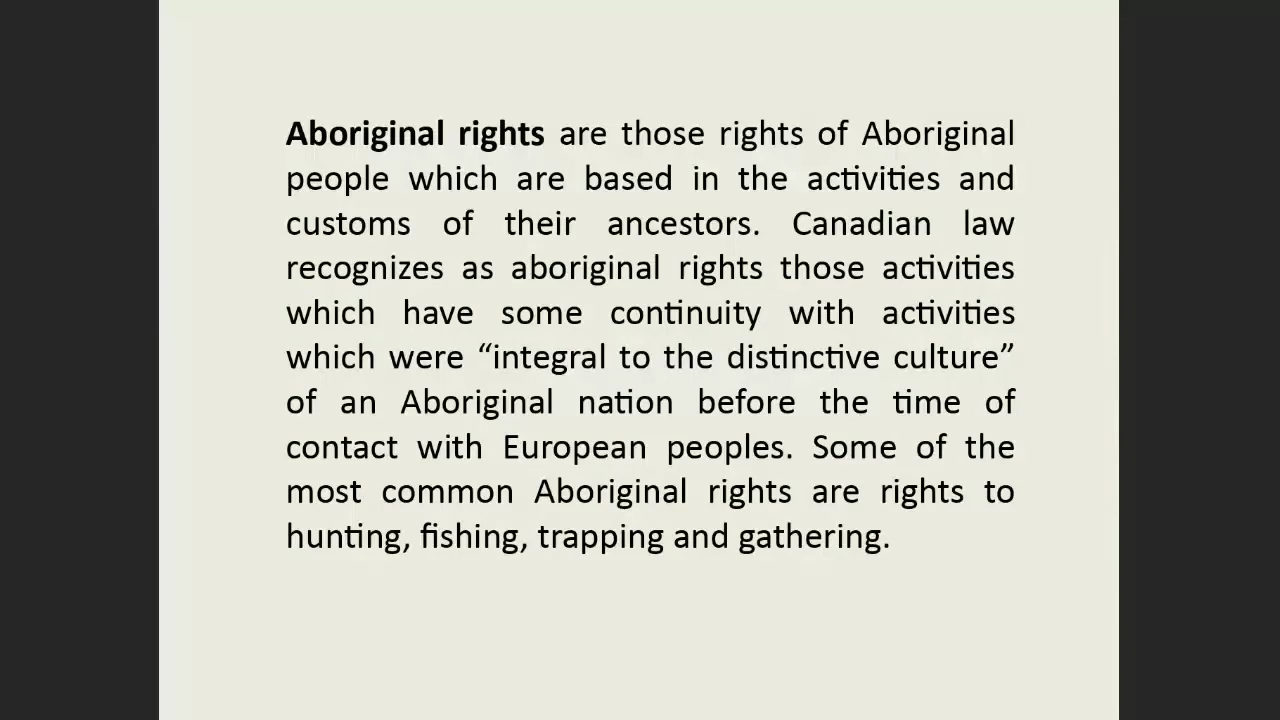 Aboriginal rights are those rights of Aboriginal
people which are based in the activities and
customs of their ancestors. Canadian law
recognizes as aboriginal rights those activities
which have some continuity with activities
which were “integral to the distinctive culture”
of an Aboriginal nation before the time of
contact with European peoples. Some of the
most common Aboriginal rights are rights to
hunting, fishing, trapping and gathering.